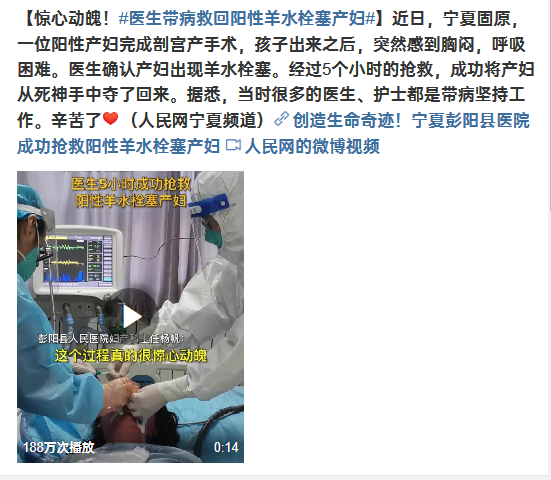 【惊心动魄！#医生带病救回阳性羊水栓塞产妇#】近日，宁夏固原，
一位阳性产妇完成剖宫产手术，孩子出来之后，突然感到胸闷，呼吸
困难。医生确认产妇出现羊水栓塞。经过5个小时的抢救，成功将产妇
从死神手中夺了回来。据悉，当时很多的医生、护士都是带病坚持工
作。辛苦了❤（人民网宁夏频道）创造生命奇迹！宁夏彭阳县医院
成功抢救阳性羊水栓塞产妇 人民网的微博视频
医生5小时成功抢救
阳性羊水栓塞产妇
彭阳县人民医院妇产科主任杨帆：
这个过程真的很惊心动魄
188万次播放
0:14